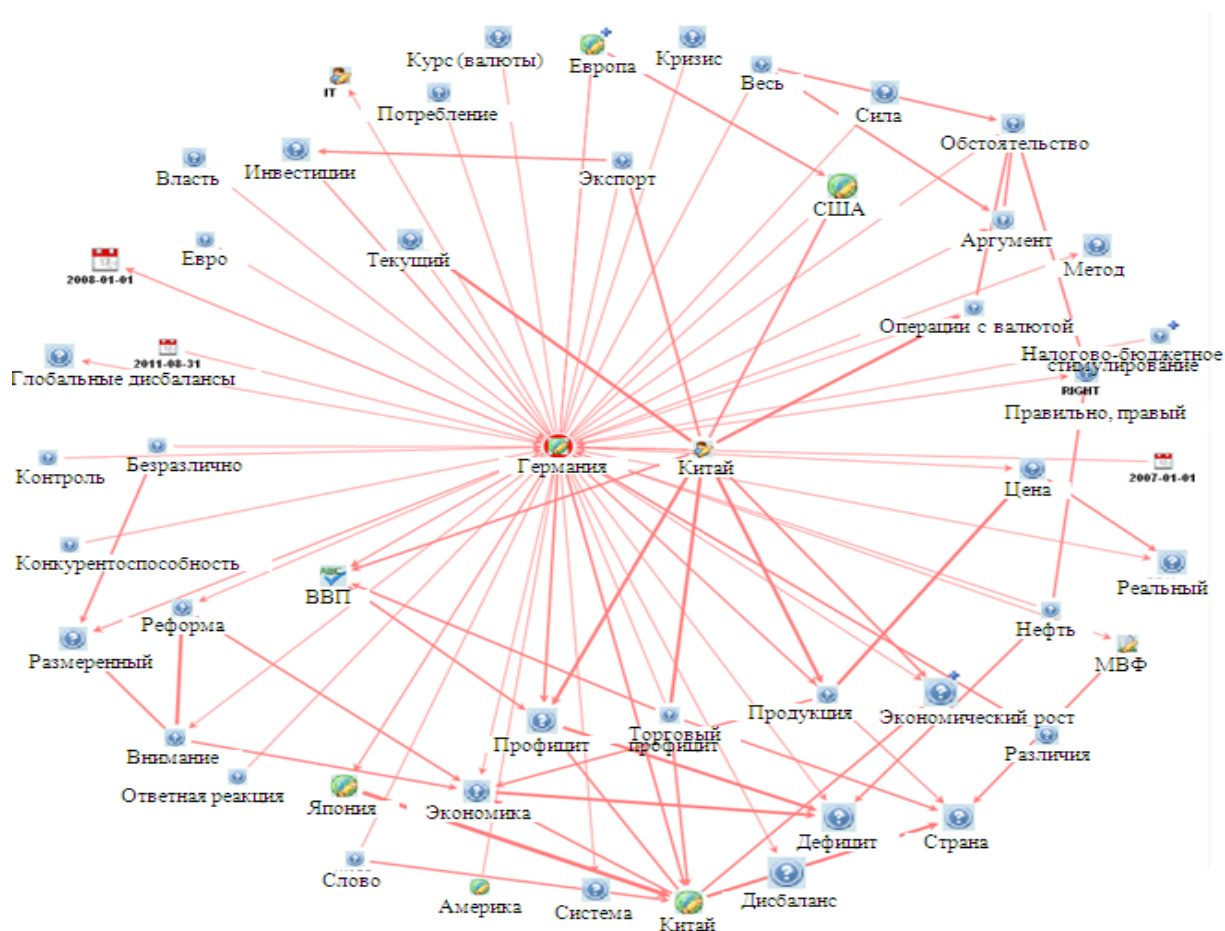 Курс (валюты)
Европа
Кризис
Весь
IT
Потребление
Сила
Обстоятельство
Власть
Инвестиции
Экспорт
США
Евро
Текущий
Аргумент
Метод
2008-01-01
Операции с валютой
2011-08-31
Глобальные дисбалансы
Налогово-бюджетное
стимулирование
RIGHT
Правильно, правый
Контроль
Безразлично
Германия
Китай
Цена
2007-01-01
Конкурентоспособность
ВВП
Реальный
Реформа
Нефть
Размеренный
МВФ
Внимание
Профицит
Торговый
профицит
Продукция
Экономический рост
Различия
Ответная реакция
Япония
Экономика
Дефицит
Страна
Слово
Америка
Система
Китай
Дисбаланс